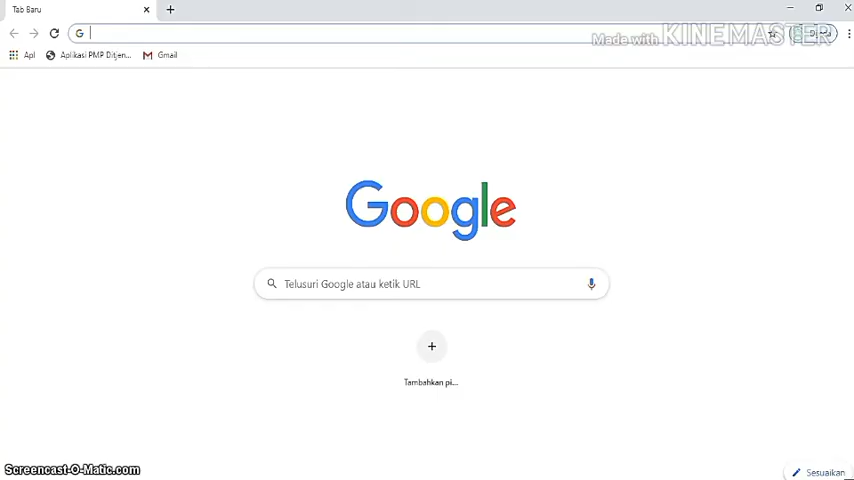 Tab Baru
Made with KINEMASTER
Apl
Aplikasi PMP Ditjen...
Gmail
Google
Telusuri Google atau ketik URL
Tambahkan pi...
Screencast-O-Matic.com
Sesuaikan